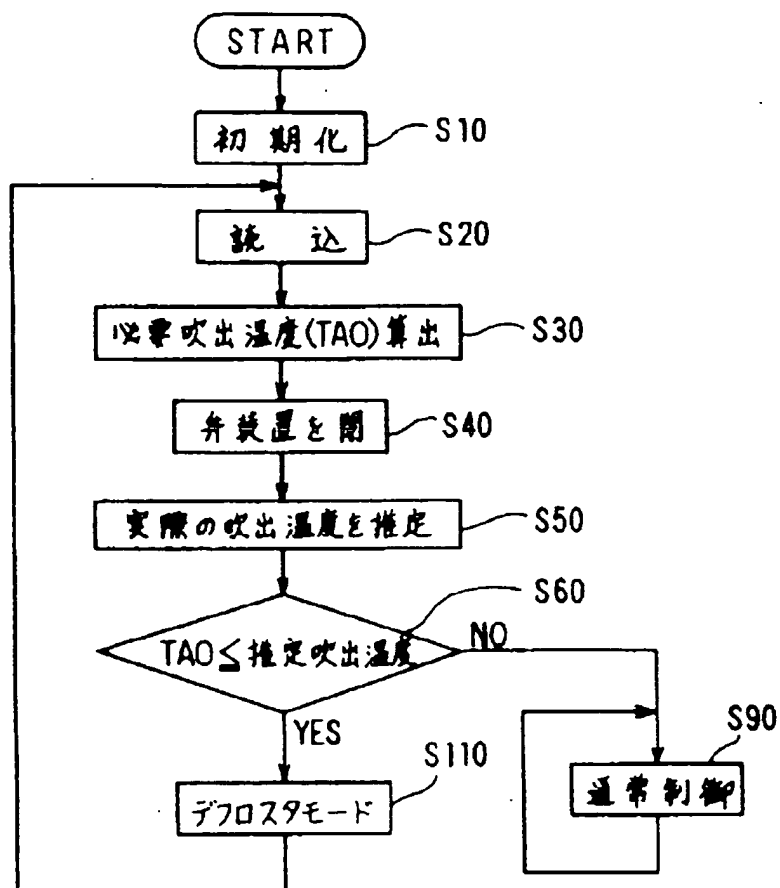 START
初期化
S10
読込
S20
必要吹出温度(TAO)算出
S30
弁装置を閉
S40
実際の吹出温度を推定
S50
S60
TAO≦推定吹出温度
NO
YES
S90
通常制御
S110
デフロスタモード